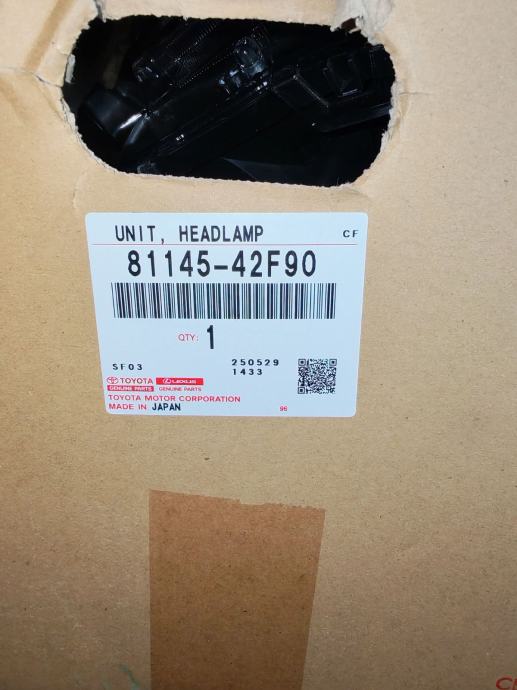 UNIT, HEADLAMP CF
81145-42F90
QTY: 1
SF03 250529
1433
TOYOTA LEXUS
GENUINE PARTS GENUINE PARTS
TOYOTA MOTOR CORPORATION
MADE IN JAPAN 96